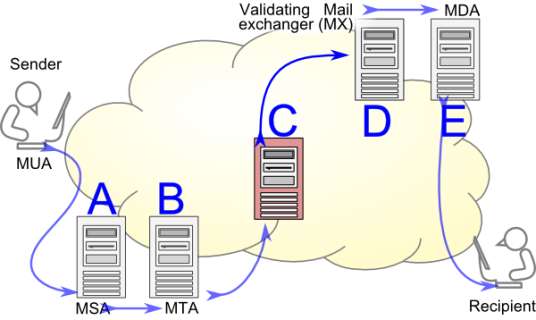 Validating Mail MDA
exchanger (MX)
Sender
MUA
A B C D E
MSA MTA
Recipient